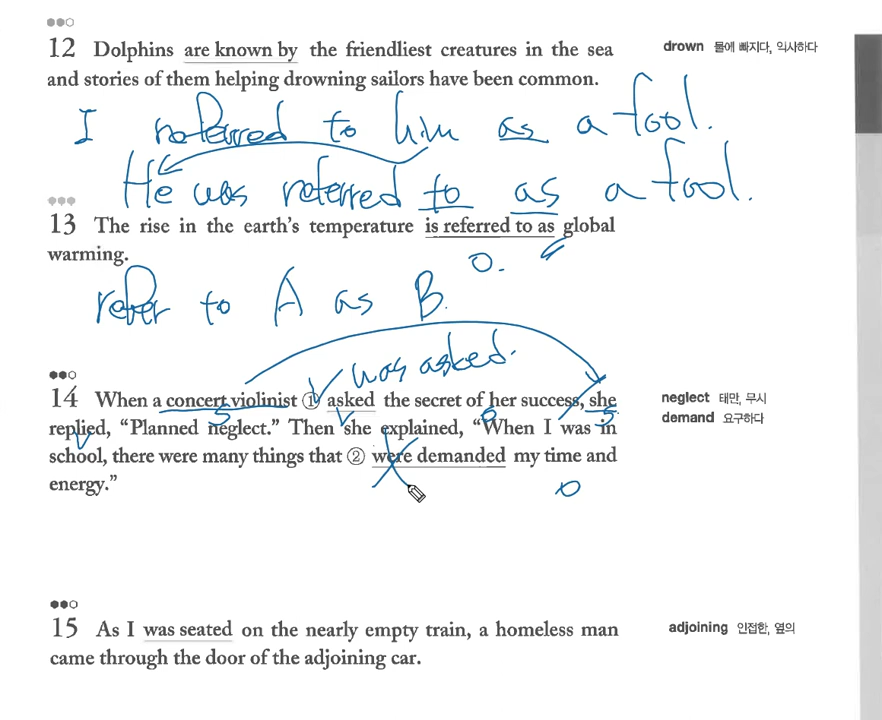 12 Dolphins are known by the friendliest creatures in the sea
and stories of them helping drowning sailors have been common.
drown 물에 빠지다, 익사하다
I referred to him as a fool.
He was referred to as a fool.
13 The rise in the earth's temperature is referred to as global
warming.
O.
refer to A as B.
was asked.
14 When a concert violinist ① asked the secret of her success, she
replied, "Planned neglect." Then she explained, "When I was in
school, there were many things that ② were demanded my time and
energy."
neglect 태만, 무시
demand 요구하다
S
V
S
V
O
O
15 As I was seated on the nearly empty train, a homeless man
came through the door of the adjoining car.
adjoining 인접한, 옆의